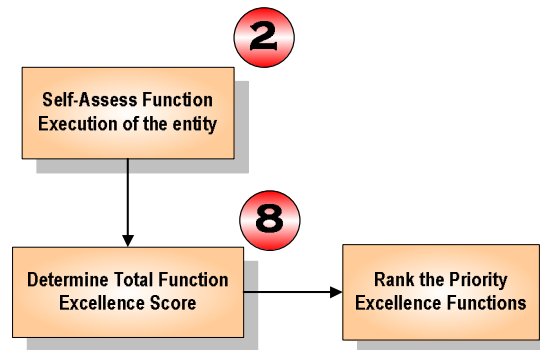 2
Self-Assess Function
Execution of the entity
8
Determine Total Function
Excellence Score
Rank the Priority
Excellence Functions